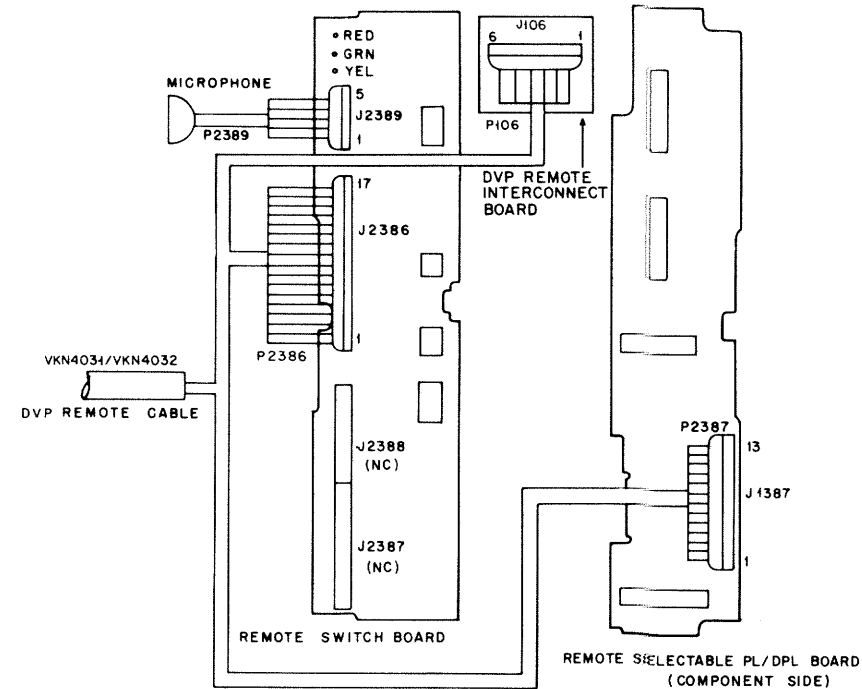 RED
GRN
YEL
MICROPHONE
5
J2389
P2389
1
J106
6 1
P106
DVP REMOTE
INTERCONNECT
BOARD
17
J2386
1
P2386
VKN4031/VKN4032
DVP REMOTE CABLE
J2388
(NC)
J2387
(NC)
P2387
13
J1387
1
REMOTE SWITCH BOARD
REMOTE SELECTABLE PL/DPL BOARD
(COMPONENT SIDE)